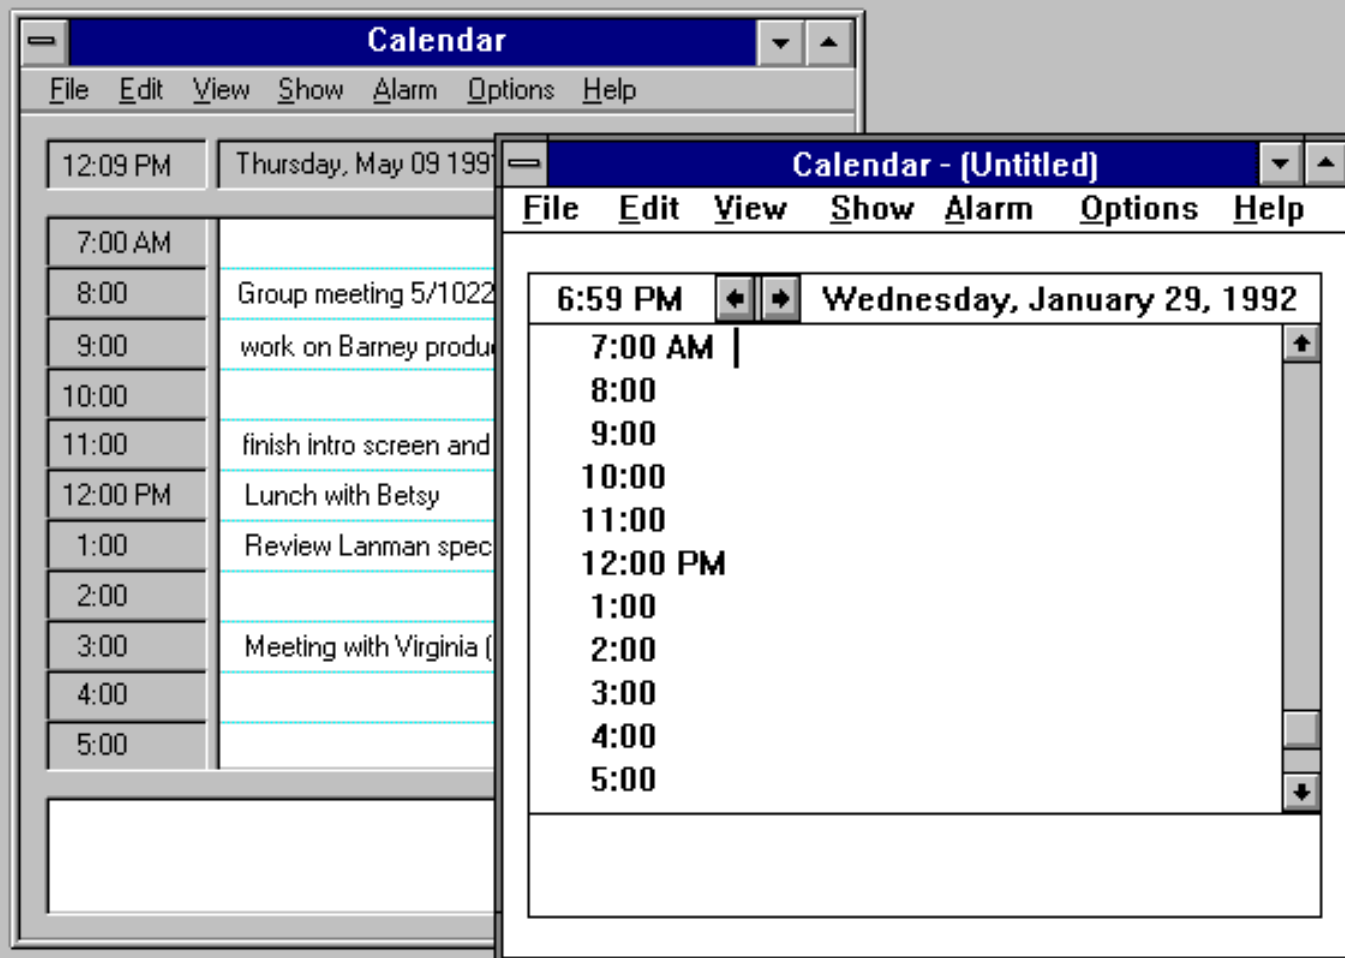 Calendar
File Edit View Show Alarm Options Help
12:09 PM Thursday, May 09 199
7:00 AM
8:00 Group meeting 5/1022
9:00 work on Barney
10:00
11:00 finish intro screen and
12:00 PM Lunch with Betsy
1:00 Review Lanman spec
2:00
3:00 Meeting with Virginia (
4:00
5:00
Calendar - (Untitled)
File Edit View Show Alarm Options Help
6:59 PM Wednesday, January 29, 1992
7:00 AM
8:00
9:00
10:00
11:00
12:00 PM
1:00
2:00
3:00
4:00
5:00